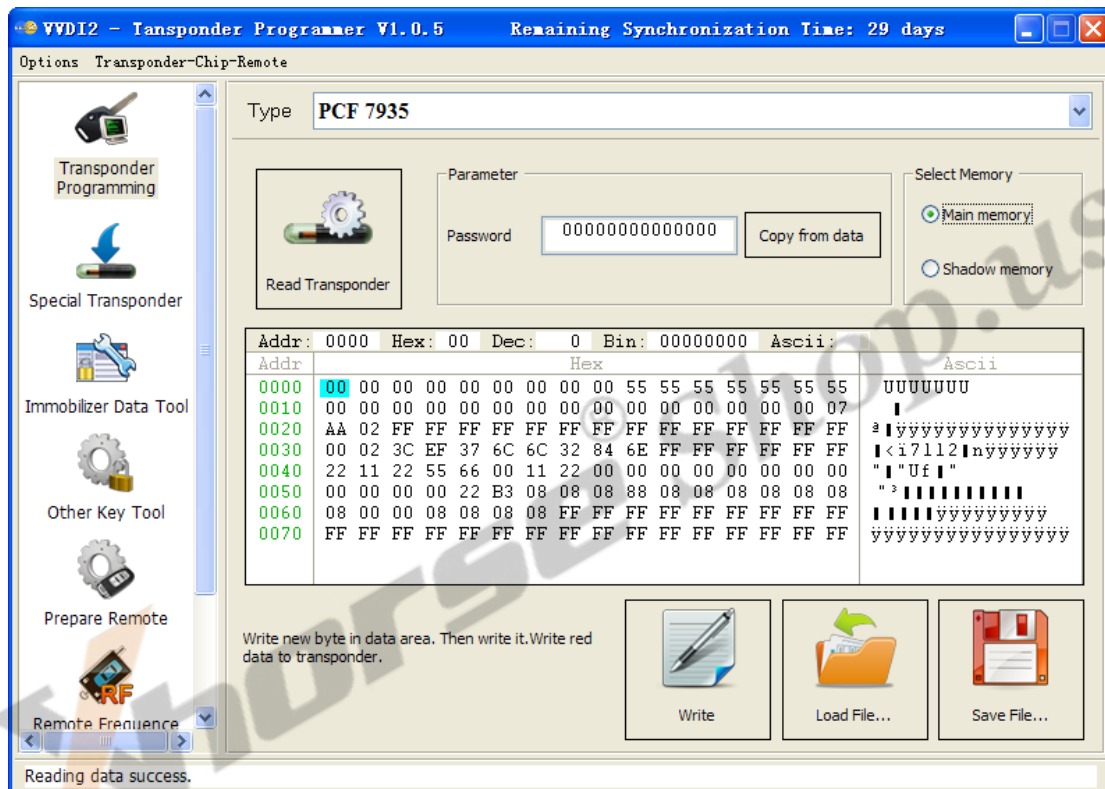 VVDI2 - Tansponder Programmer V1.0.5 Remaining Synchronization Time: 29 days
Options Transponder-Chip-Remote
Transponder
Programming
Special Transponder
Immobilizer Data Tool
Other Key Tool
Prepare Remote
RF
Remote Frequence
Type PCF 7935
Read Transponder
Parameter
Password 00000000000000 Copy from data
Select Memory
Main memory
Shadow memory
Addr: 0000 Hex: 00 Dec: 0 Bin: 00000000 Ascii:
Addr Hex Ascii
0000 00 00 00 00 00 00 00 00 00 55 55 55 55 55 55 55 UUUUUUU
0010 00 00 00 00 00 00 00 00 00 00 00 00 00 00 00 07
0020 AA 02 FF FF FF FF FF FF FF FF FF FF FF FF FF FF ªÿÿÿÿÿÿÿÿÿÿÿÿÿÿ
0030 00 02 3C EF 37 6C 6C 32 84 6E FF FF FF FF FF FF <ï7ll2nÿÿÿÿÿÿ
0040 22 11 22 55 66 00 11 22 00 00 00 00 00 00 00 00 ""Uf"
0050 00 00 00 00 22 B3 08 08 08 88 08 08 08 08 08 08 "³
0060 08 00 00 08 08 08 08 FF FF FF FF FF FF FF FF FF ÿÿÿÿÿÿÿÿÿ
0070 FF FF FF FF FF FF FF FF FF FF FF FF FF FF FF FF ÿÿÿÿÿÿÿÿÿÿÿÿÿÿÿÿ
Write new byte in data area. Then write it.Write red
data to transponder.
Write
Load File...
Save File...
Reading data success.
Xhorse® Shop.us